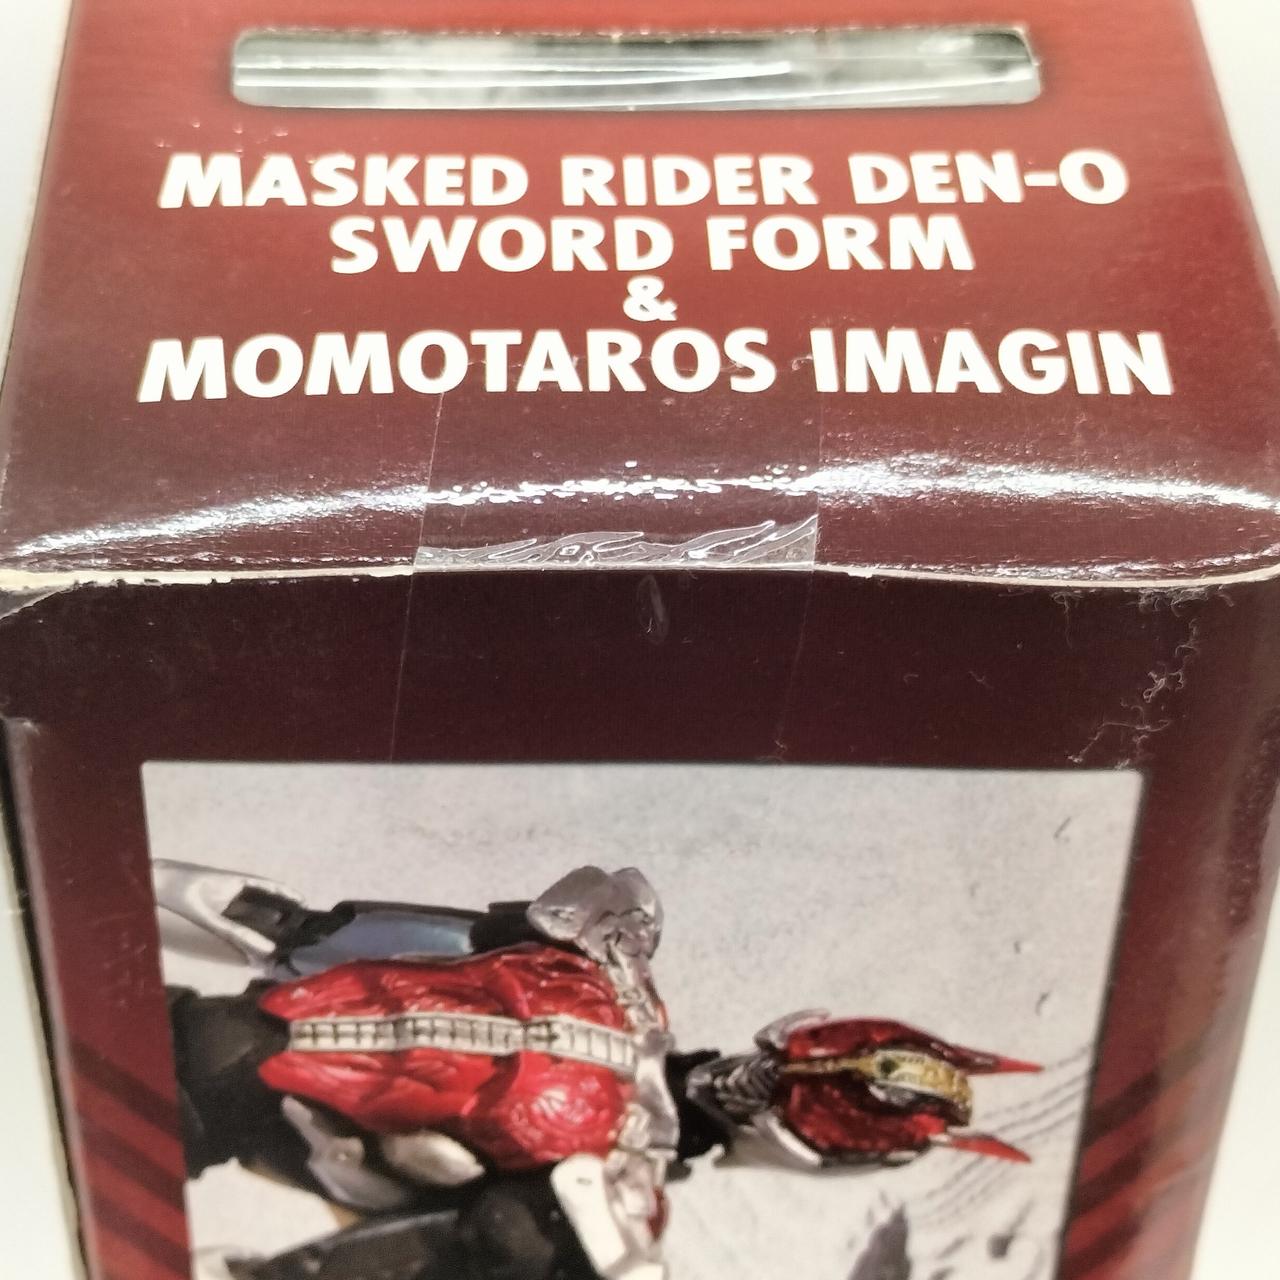 MASKED RIDER DEN-O
SWORD FORM
&
MOMOTAROS IMAGIN